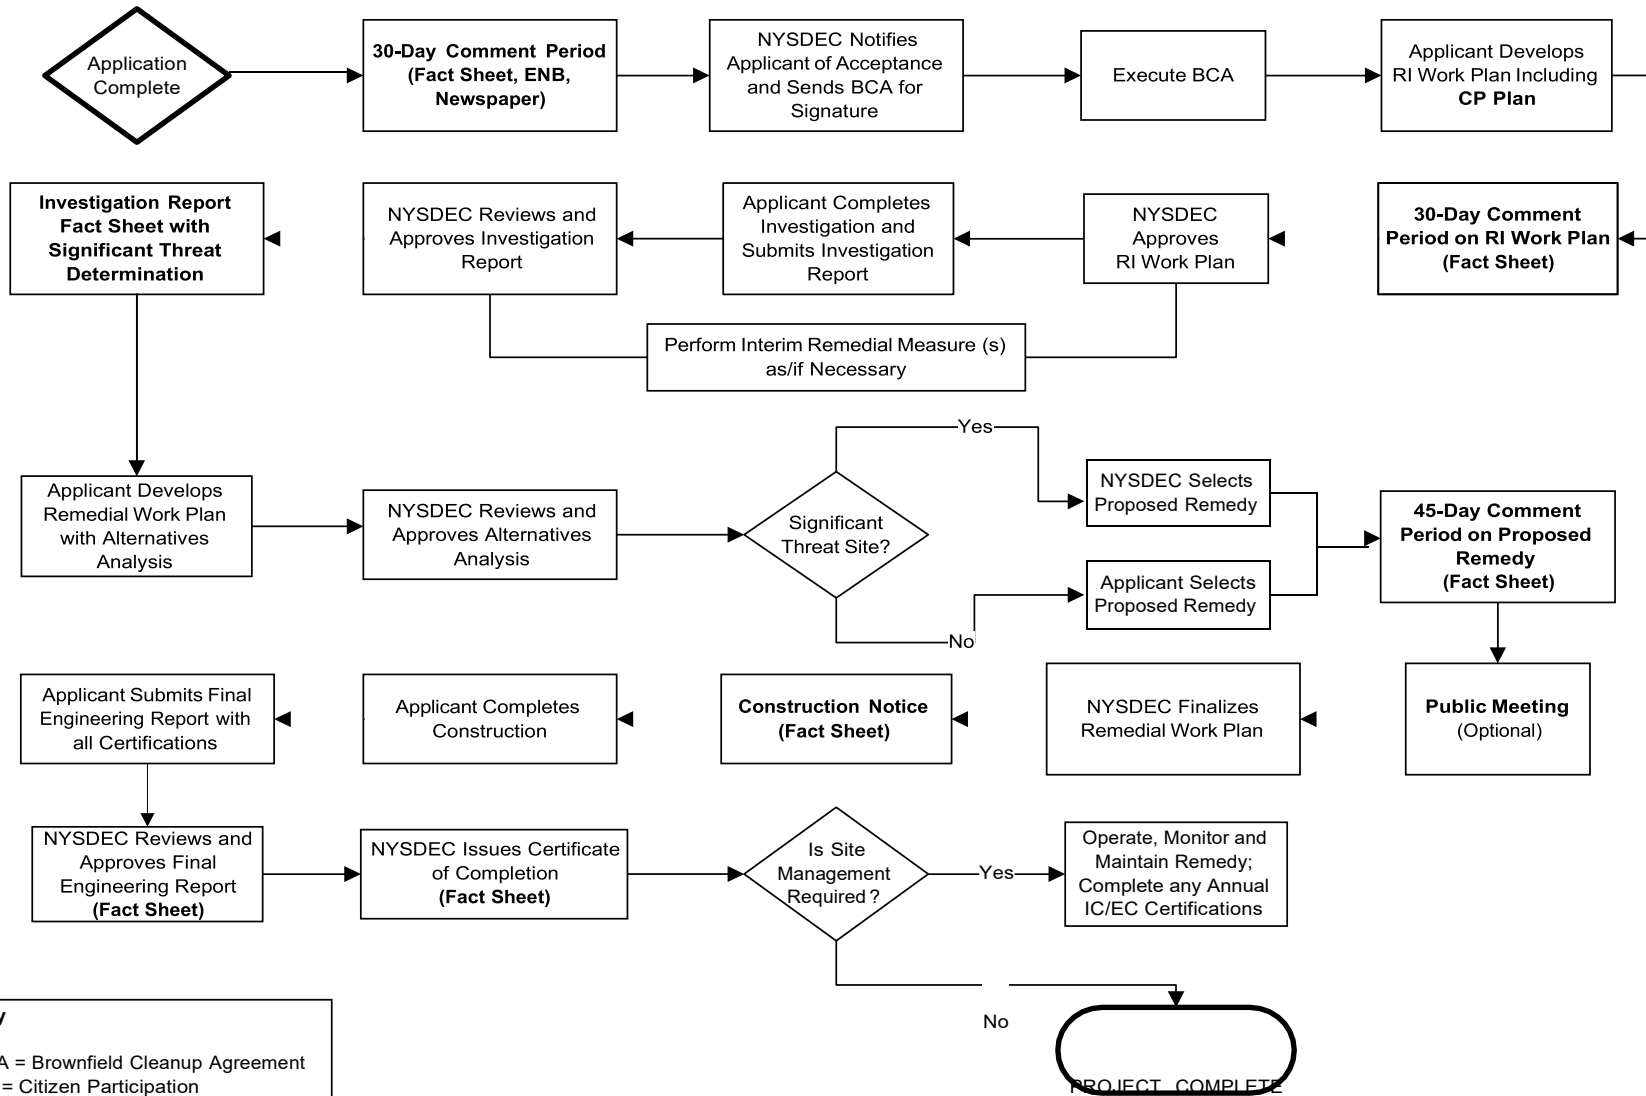 Application
Complete
30-Day Comment Period
(Fact Sheet, ENB,
Newspaper)
NYSDEC Notifies
Applicant of Acceptance
and Sends BCA for
Signature
Execute BCA
Applicant Develops
RI Work Plan Including
CP Plan
Investigation Report
Fact Sheet with
Significant Threat
Determination
NYSDEC Reviews and
Approves Investigation
Report
Applicant Completes
Investigation and
Submits Investigation
Report
NYSDEC
Approves
RI Work Plan
30-Day Comment
Period on RI Work Plan
(Fact Sheet)
Perform Interim Remedial Measure (s)
as/if Necessary
Applicant Develops
Remedial Work Plan
with Alternatives
Analysis
NYSDEC Reviews and
Approves Alternatives
Analysis
Significant
Threat Site?
Yes
No
NYSDEC Selects
Proposed Remedy
Applicant Selects
Proposed Remedy
45-Day Comment
Period on Proposed
Remedy
(Fact Sheet)
Applicant Submits Final
Engineering Report with
all Certifications
Applicant Completes
Construction
Construction Notice
(Fact Sheet)
NYSDEC Finalizes
Remedial Work Plan
Public Meeting
(Optional)
NYSDEC Reviews and
Approves Final
Engineering Report
(Fact Sheet)
NYSDEC Issues Certificate
of Completion
(Fact Sheet)
Is Site
Management
Required?
Yes
Operate, Monitor and
Maintain Remedy;
Complete any Annual
IC/EC Certifications
No
PROJECT COMPLETE
y
A = Brownfield Cleanup Agreement
= Citizen Participation